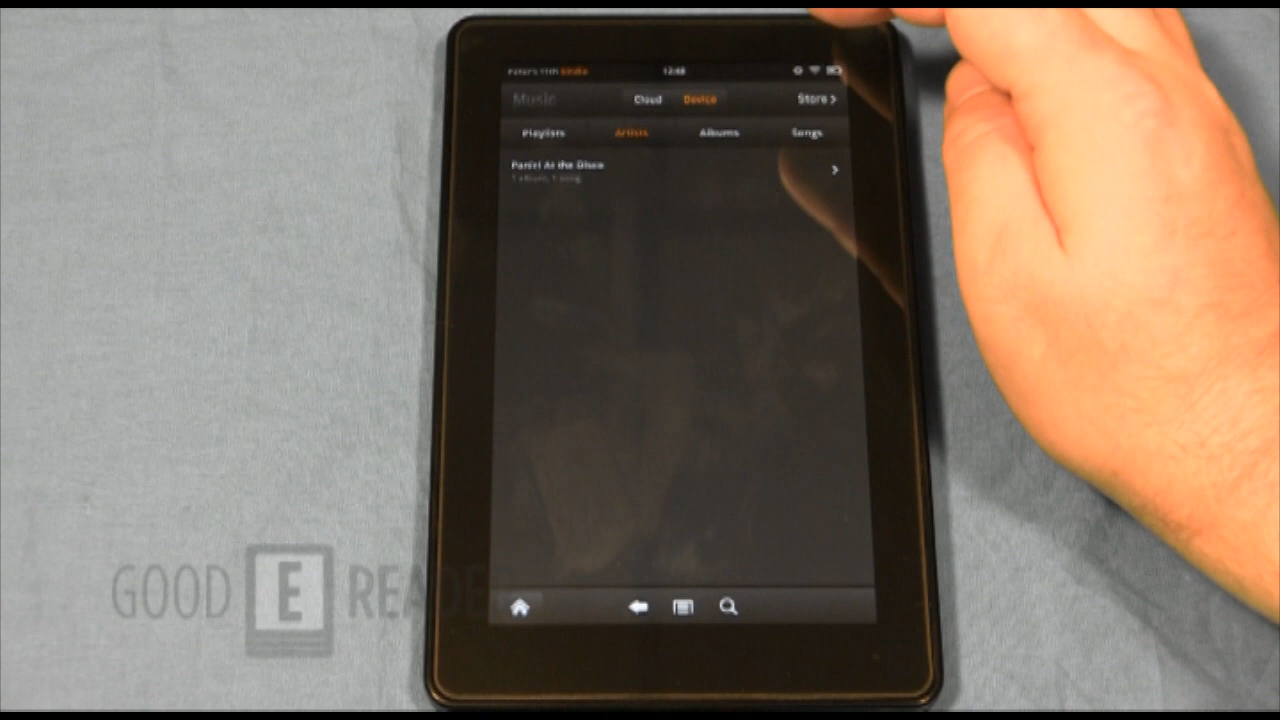 Peter's 11th kindle 12:48
Music Cloud Device Store >
Playlists Artists Albums Songs
Panic! At the Disco
1 album, 1 song
GOOD E READER